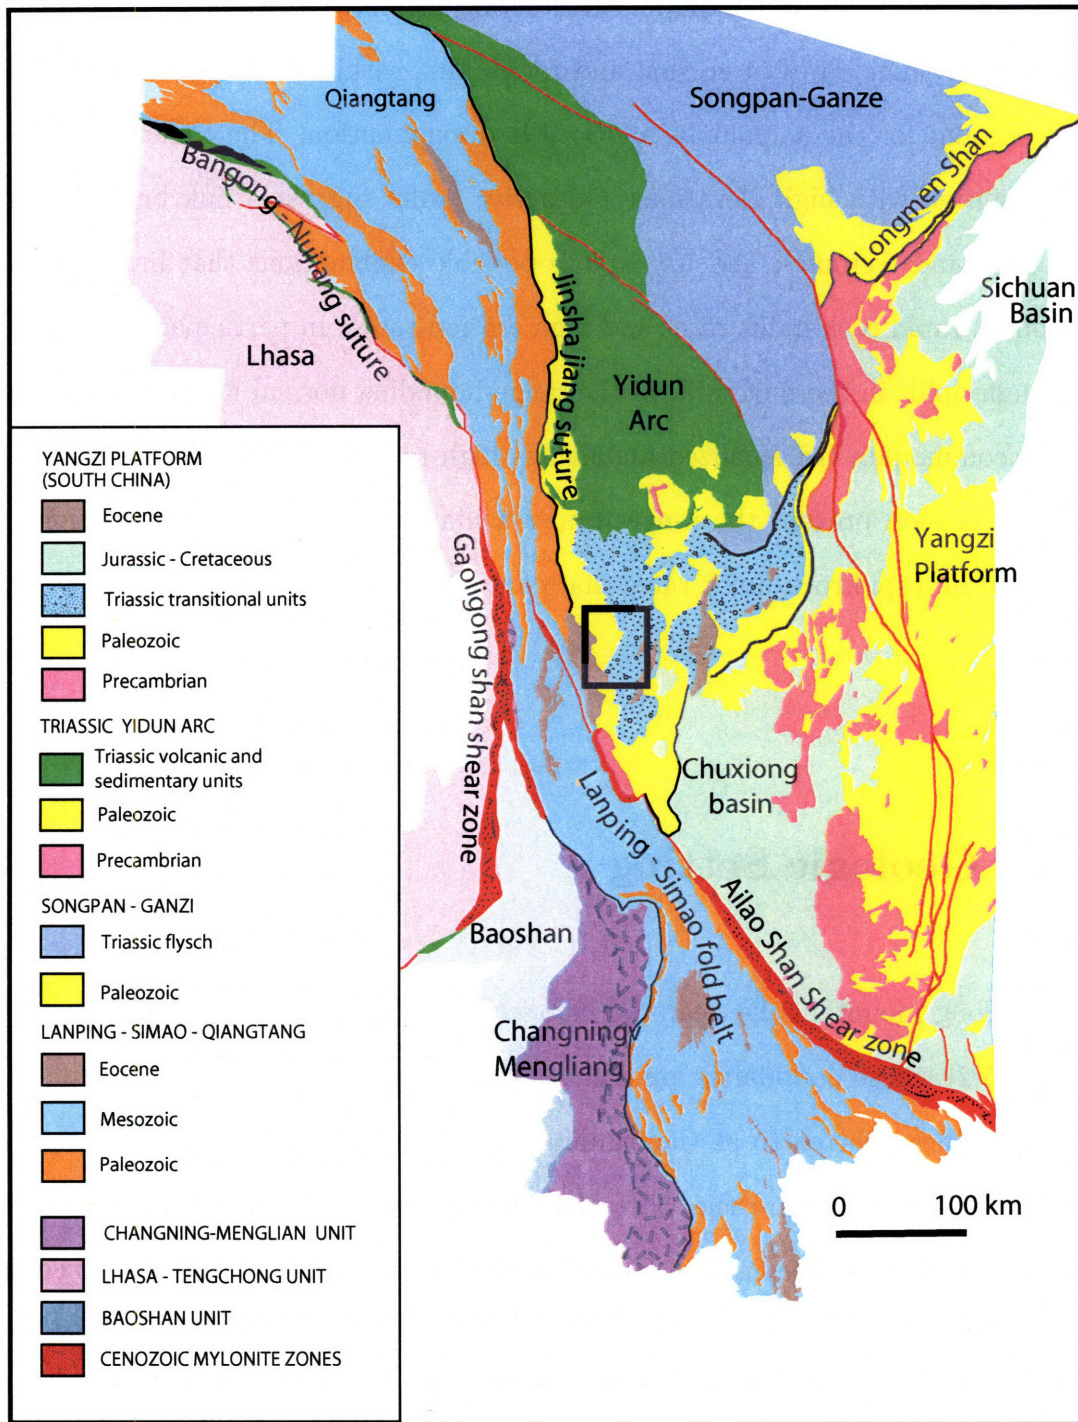 Qiangtang
Songpan-Ganze
Bangong - Nujiang suture
Longmen Shan
Sichuan
Basin
Jinsha jiang suture
Lhasa
Yidun
Arc
YANGZI PLATFORM
(SOUTH CHINA)
Eocene
Jurassic - Cretaceous
Triassic transitional units
Paleozoic
Precambrian
TRIASSIC YIDUN ARC
Triassic volcanic and
sedimentary units
Paleozoic
Precambrian
SONGPAN - GANZI
Triassic flysch
Paleozoic
LANPING - SIMAO - QIANGTANG
Eocene
Mesozoic
Paleozoic
CHANGNING-MENGLIAN UNIT
LHASA - TENGCHONG UNIT
BAOSHAN UNIT
CENOZOIC MYLONITE ZONES
Gaoligong shan shear zone
Yangzi
Platform
Chuxiong
basin
Lanping - Simao fold belt
Ailao Shan Shear zone
Baoshan
Changningv
Mengliang
0 100 km